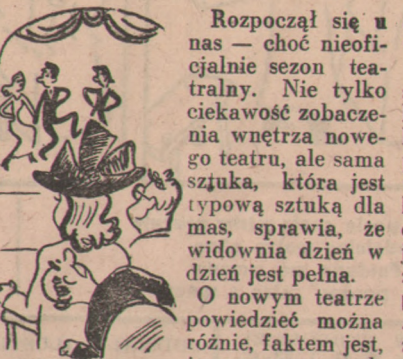 Rozpoczął się u
nas — choć nieofi-
cjalnie sezon tea-
tralny. Nie tylko
ciekawość zobacze-
nia wnętrza nowe-
go teatru, ale sama
sztuka, która jest
typową sztuką dla
mas, sprawia, że
widownia dzień w
dzień jest pełna.
O nowym teatrze
powiedzieć można
różnie, faktem jest,